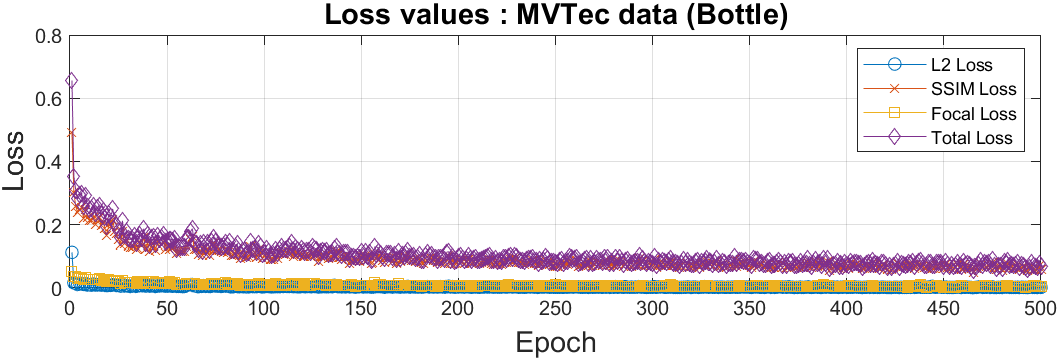 Loss values : MVTec data (Bottle)
Loss
0.8
0.6
0.4
0.2
0
0 50 100 150 200 250 300 350 400 450 500
Epoch
L2 Loss
SSIM Loss
Focal Loss
Total Loss